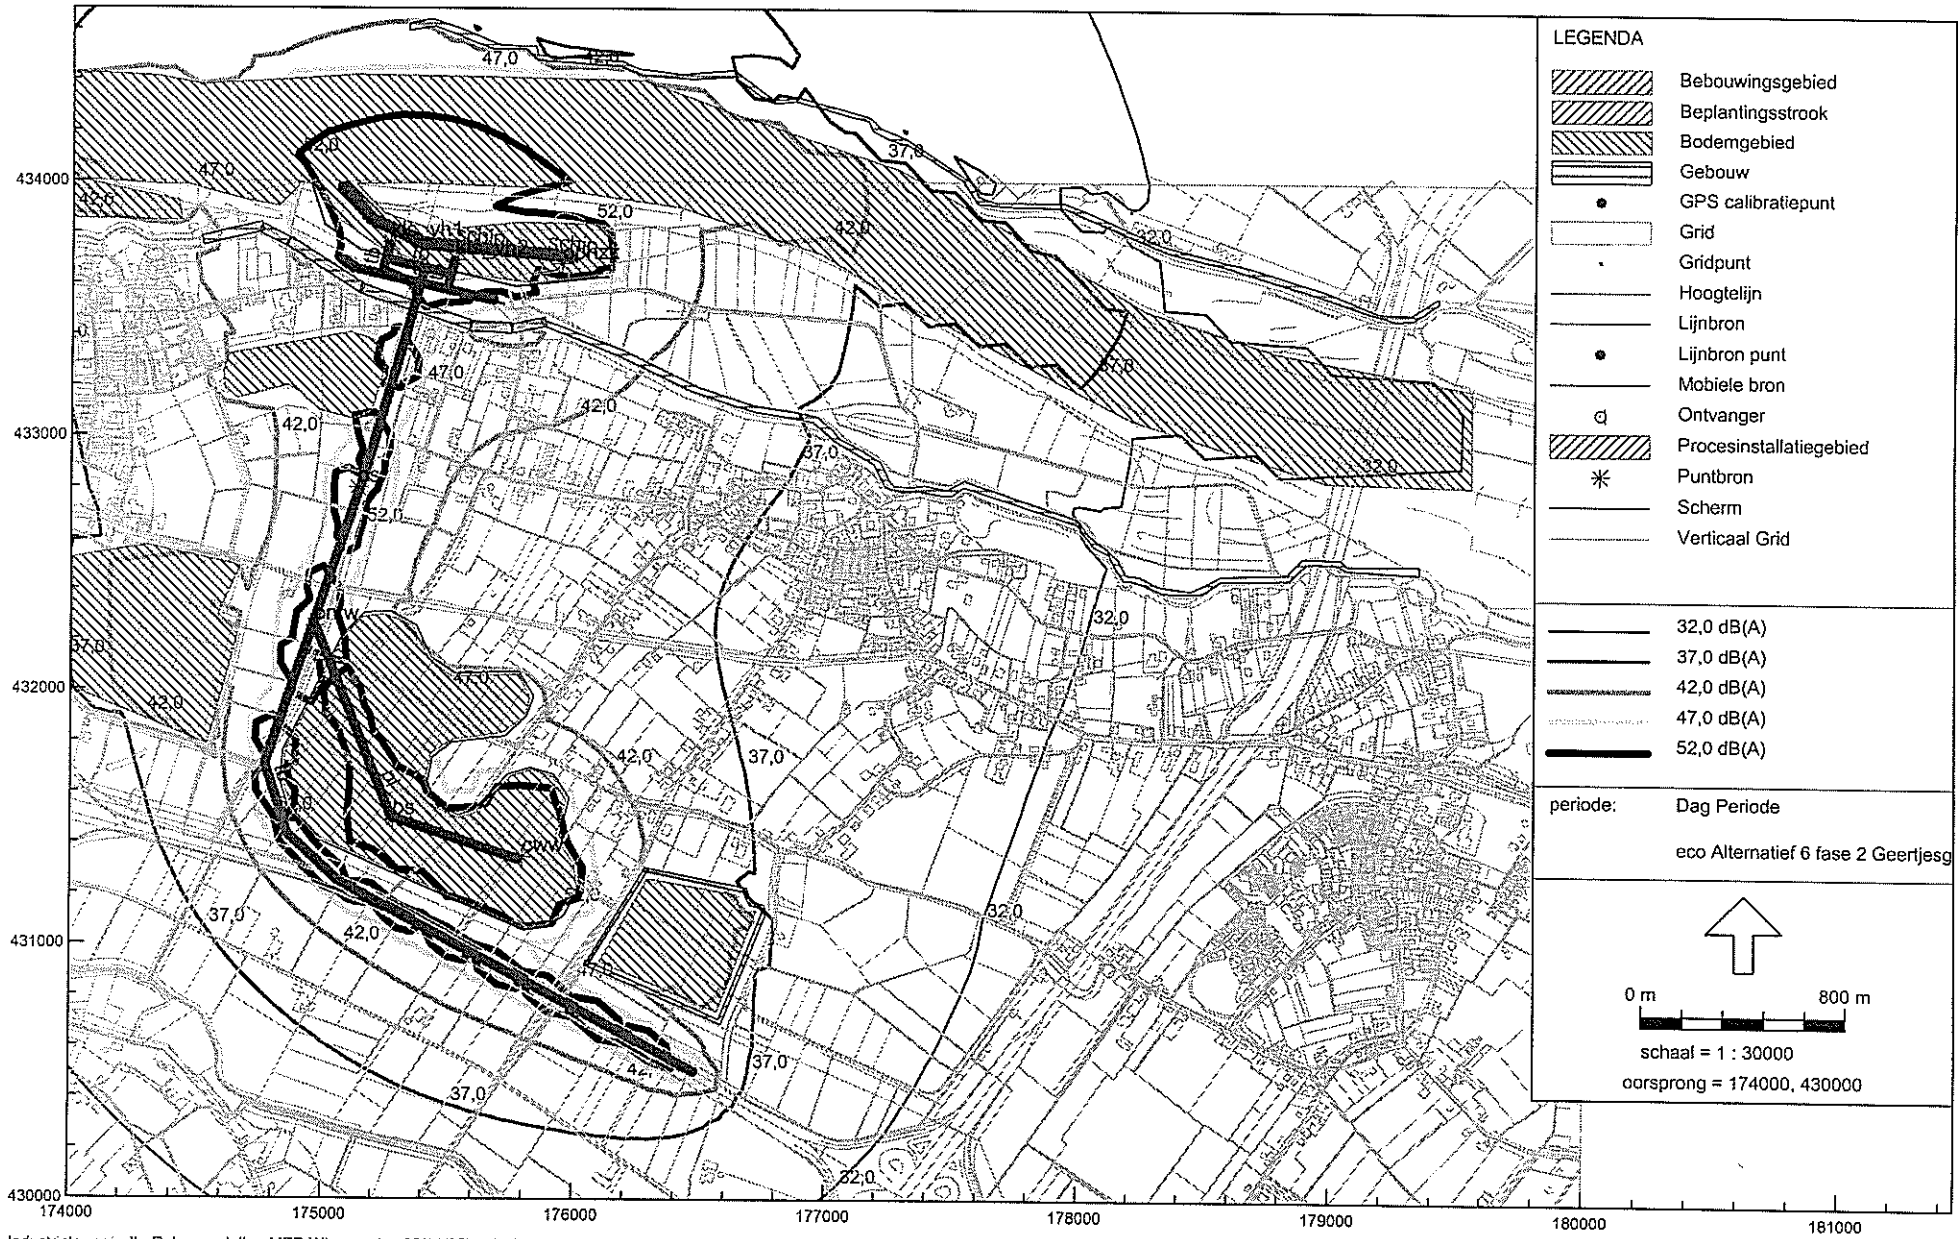 47,0
42,0
LEGENDA
Bebouwingsgebied
Beplantingsstrook
Bodemgebied
Gebouw
GPS calibratiepunt
Grid
Gridpunt
Hoogtelijn
Lijnbron
Lijnbron punt
Mobiele bron
Ontvanger
Procesinstallatiegebied
Puntbron
Scherm
Verticaal Grid
32,0 dB(A)
37,0 dB(A)
42,0 dB(A)
47,0 dB(A)
52,0 dB(A)
periode:
Dag Periode
eco Alternatief 6 fase 2 Geertjesg
0 m
800 m
schaal = 1 : 30000
oorsprong = 174000, 430000
37,0
47,0
42,0
52,0
42,0
32,0
37,0
47,0
42,0
42,0
37,0
32,0
52,0
32,0
37,0
47,0
42,0
42,0
37,0
bs
cww
37,0
42,0
32,0
47,0
37,0
42,
37,0
32,0
434000
433000
432000
431000
430000
174000
175000
176000
177000
178000
179000
180000
181000